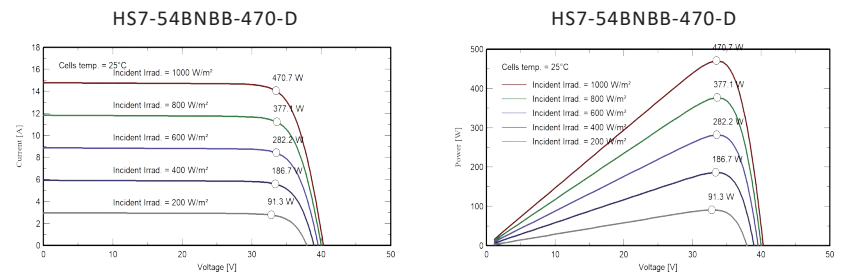 HS7-54BNBB-470-D
18
16
14
12
10
8
6
4
2
0
Current [A]
Cells temp. = 25°C
Incident Irrad. = 1000 W/m²
470.7 W
Incident Irrad. = 800 W/m²
377.1 W
Incident Irrad. = 600 W/m²
282.2 W
Incident Irrad. = 400 W/m²
186.7 W
Incident Irrad. = 200 W/m²
91.3 W
0 10 20 30 40 50
Voltage [V]
HS7-54BNBB-470-D
500
400
300
200
100
0
Power [W]
Cells temp. = 25°C
Incident Irrad. = 1000 W/m²
Incident Irrad. = 800 W/m²
Incident Irrad. = 600 W/m²
Incident Irrad. = 400 W/m²
Incident Irrad. = 200 W/m²
470.7 W
377.1 W
282.2 W
186.7 W
91.3 W
0 10 20 30 40 50
Voltage [V]